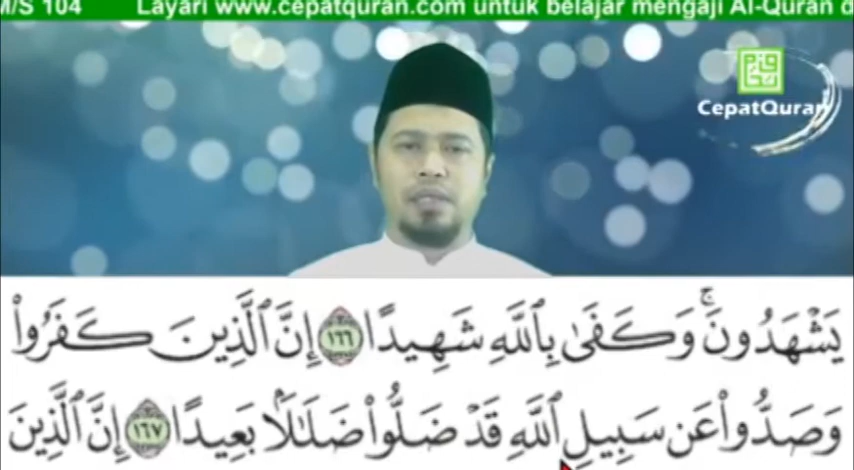 M/S 104 Layari www.cepatquran.com untuk belajar mengaji Al-Quran d
CepatQuran
يَشْهَدُونَۚ وَكَفَىٰ بِٱللَّهِ شَهِيدًا ١٦٦ إِنَّ ٱلَّذِينَ كَفَرُوا۟
وَصَدُّوا۟ عَن سَبِيلِ ٱللَّهِ قَدْ ضَلُّوا۟ ضَلَٰلًۢا بَعِيدًا ١٦٧ إِنَّ ٱلَّذِينَ